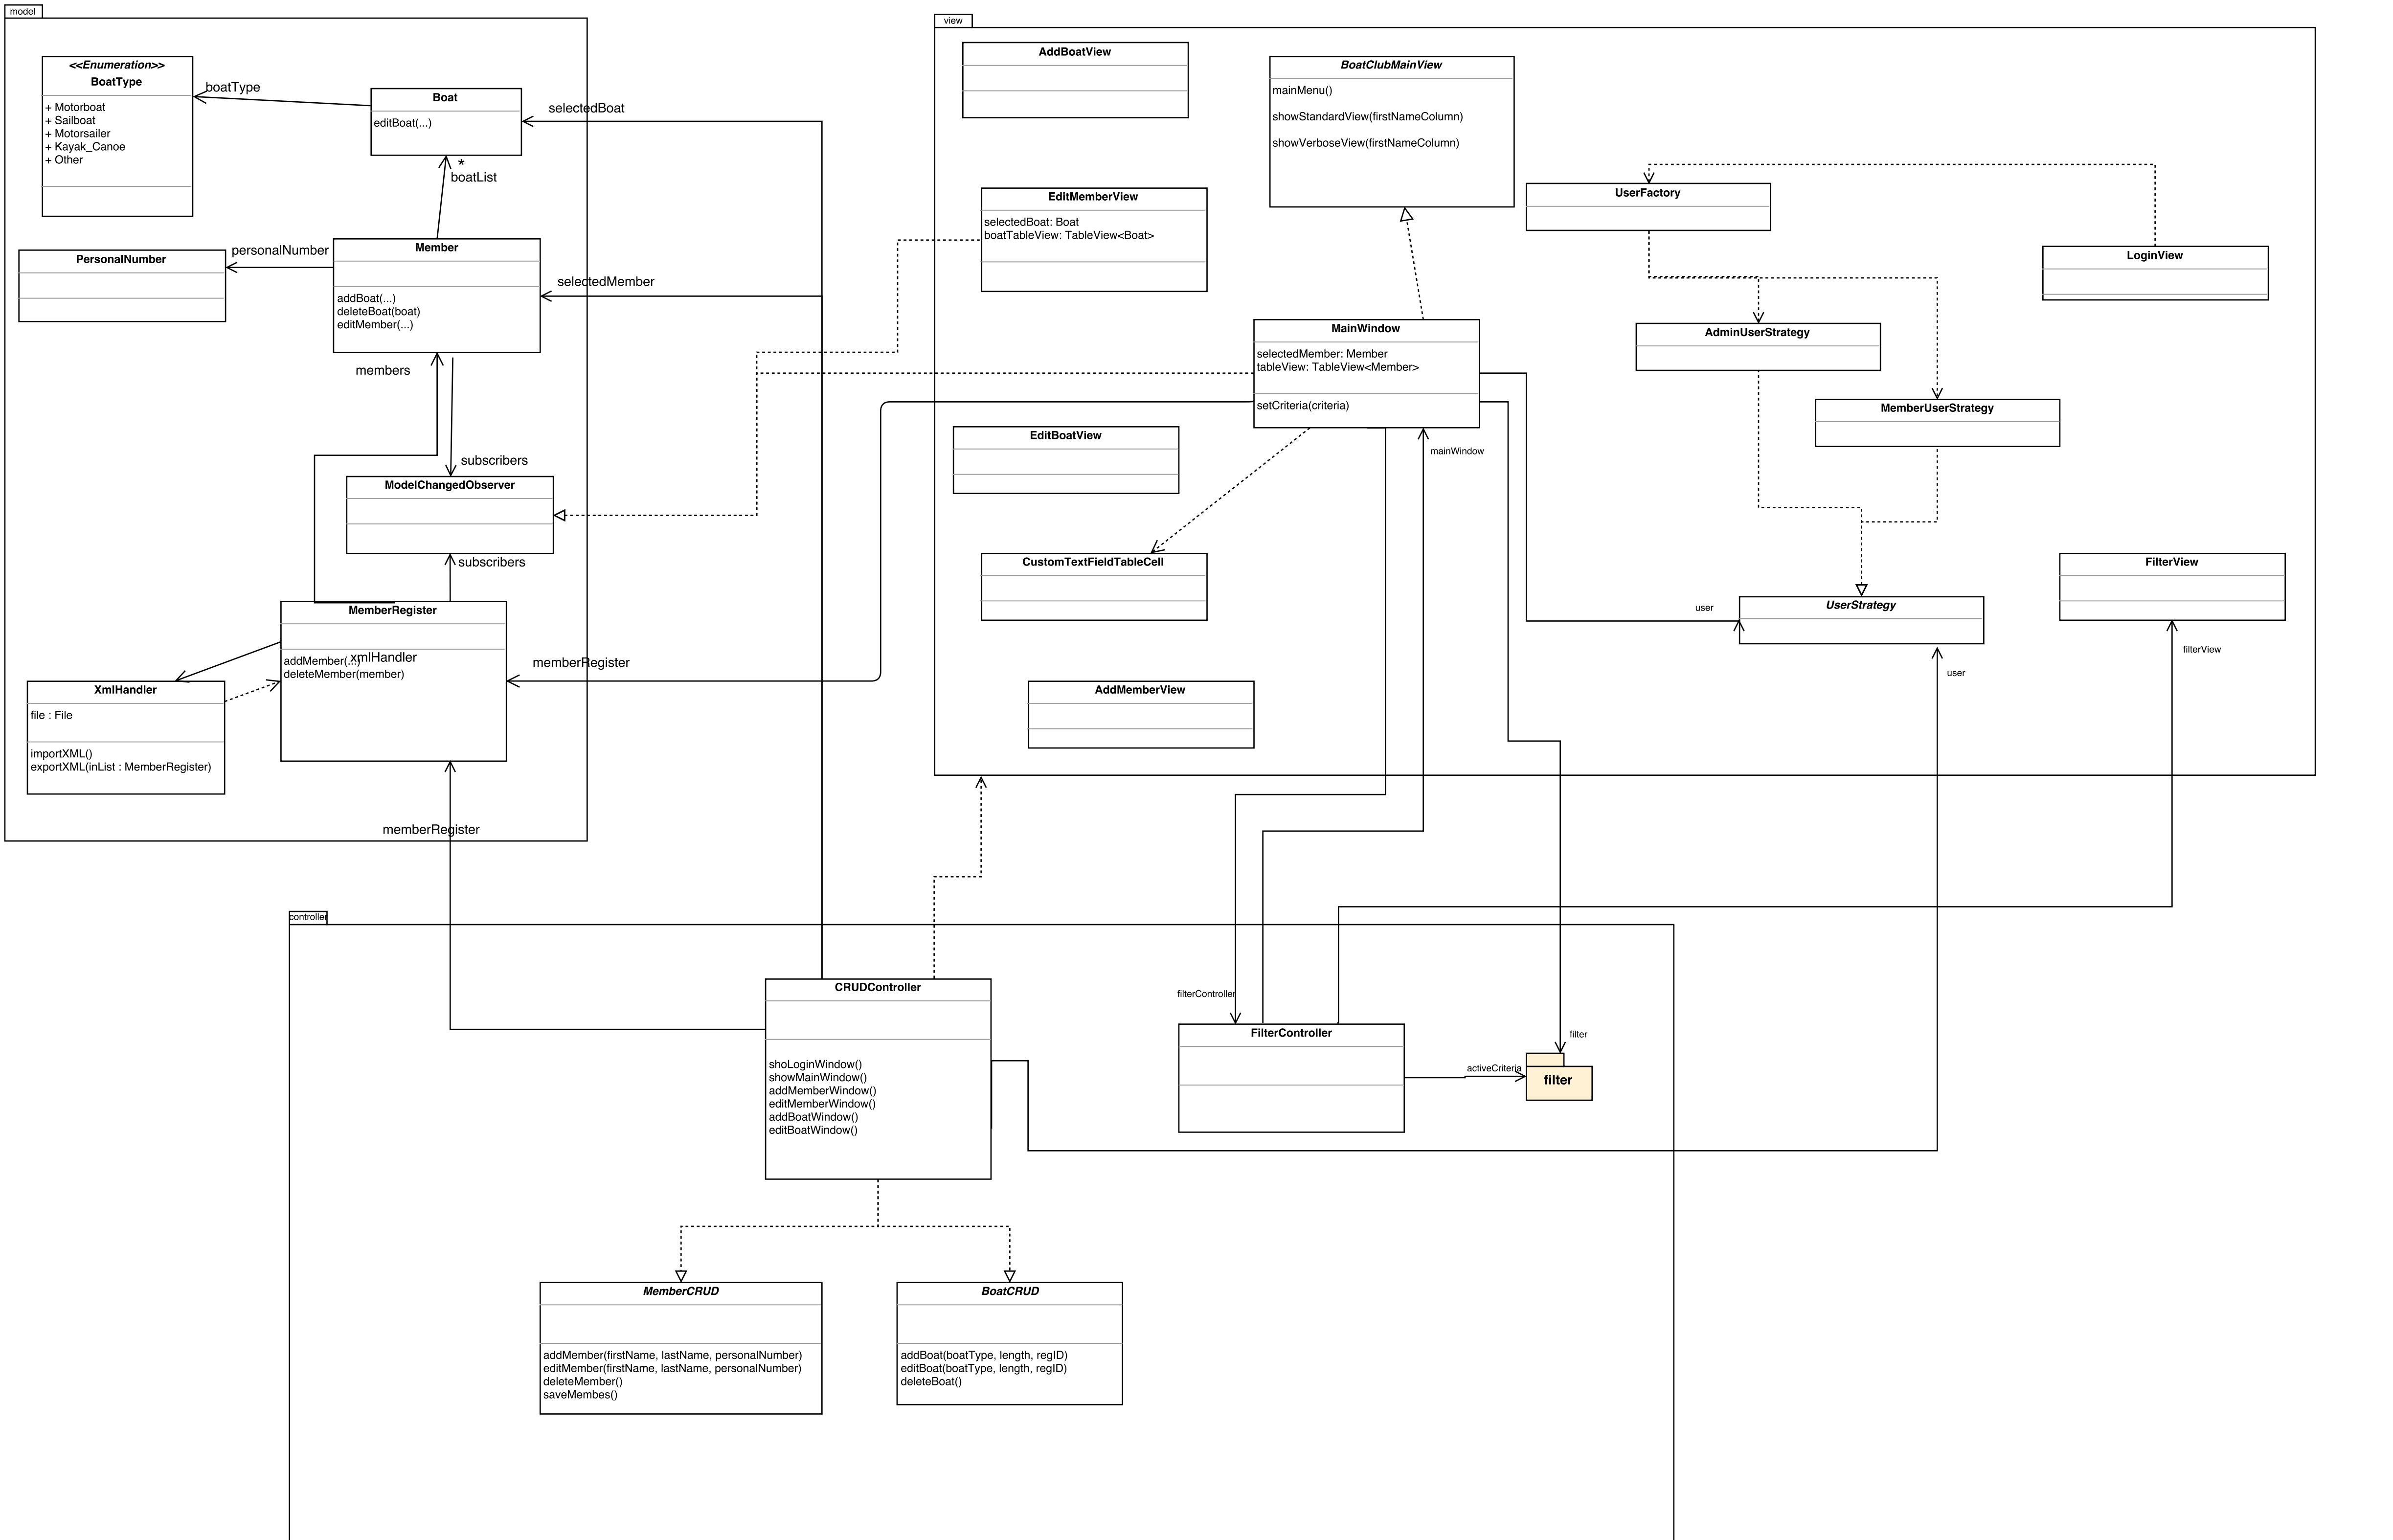 model
<<Enumeration>>
BoatType
+ Motorboat
+ Sailboat
+ Motorsailer
+ Kayak_Canoe
+ Other
boatType
Boat
editBoat(...)
selectedBoat
*
boatList
PersonalNumber
personalNumber
Member
addBoat(...)
deleteBoat(boat)
editMember(...)
selectedMember
members
subscribers
ModelChangedObserver
subscribers
MemberRegister
addMember(...)
xmlHandler
deleteMember(member)
memberRegister
XmlHandler
file : File
importXML()
exportXML(inList : MemberRegister)
memberRegister
view
AddBoatView
BoatClubMainView
mainMenu()
showStandardView(firstNameColumn)
showVerboseView(firstNameColumn)
EditMemberView
selectedBoat: Boat
boatTableView: TableView<Boat>
UserFactory
LoginView
MainWindow
selectedMember: Member
tableView: TableView<Member>
setCriteria(criteria)
AdminUserStrategy
MemberUserStrategy
EditBoatView
mainWindow
CustomTextFieldTableCell
FilterView
user
UserStrategy
filterView
user
AddMemberView
controller
CRUDController
shoLoginWindow()
showMainWindow()
addMemberWindow()
editMemberWindow()
addBoatWindow()
editBoatWindow()
filterController
FilterController
filter
activeCriteria
filter
MemberCRUD
addMember(firstName, lastName, personalNumber)
editMember(firstName, lastName, personalNumber)
deleteMember()
saveMembes()
BoatCRUD
addBoat(boatType, length, regID)
editBoat(boatType, length, regID)
deleteBoat()